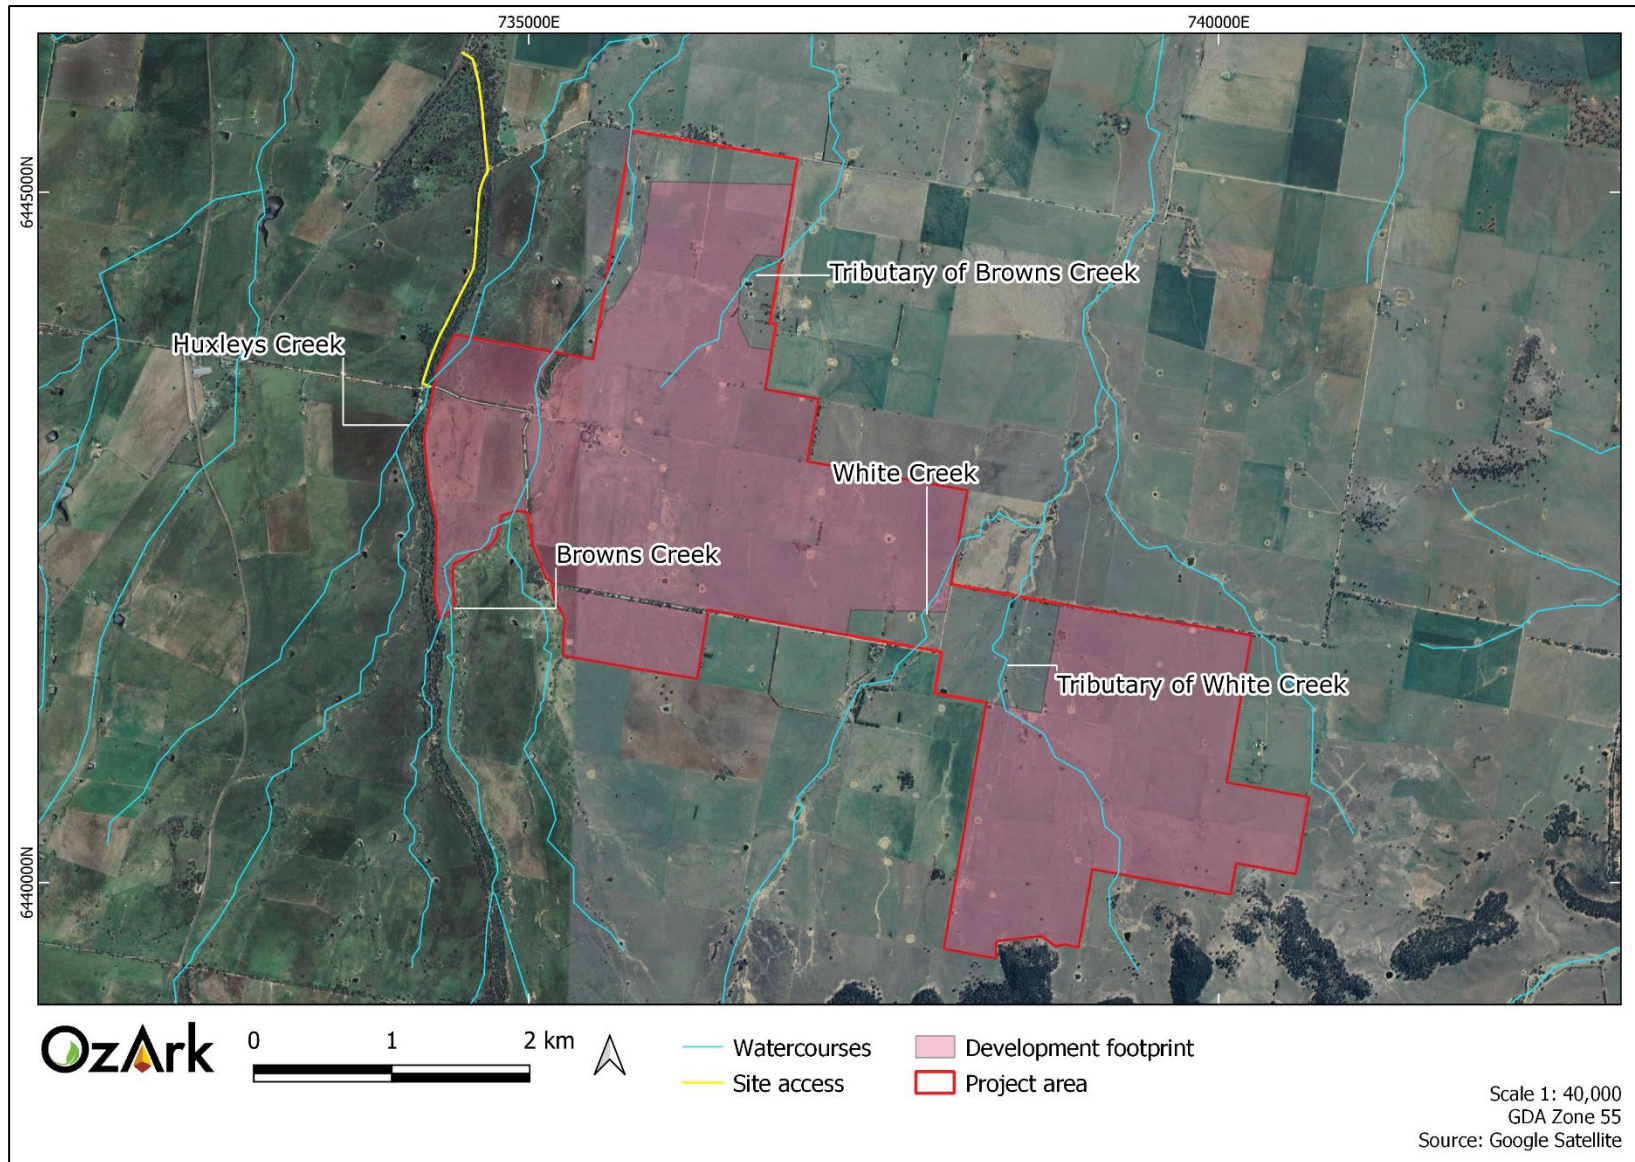 735000E
740000E
6445000N
Tributary of Browns Creek
Huxleys Creek
White Creek
Browns Creek
Tributary of White Creek
6440000N
OzArk
0 1 2 km
Watercourses
Development footprint
Site access
Project area
Scale 1: 40,000
GDA Zone 55
Source: Google Satellite